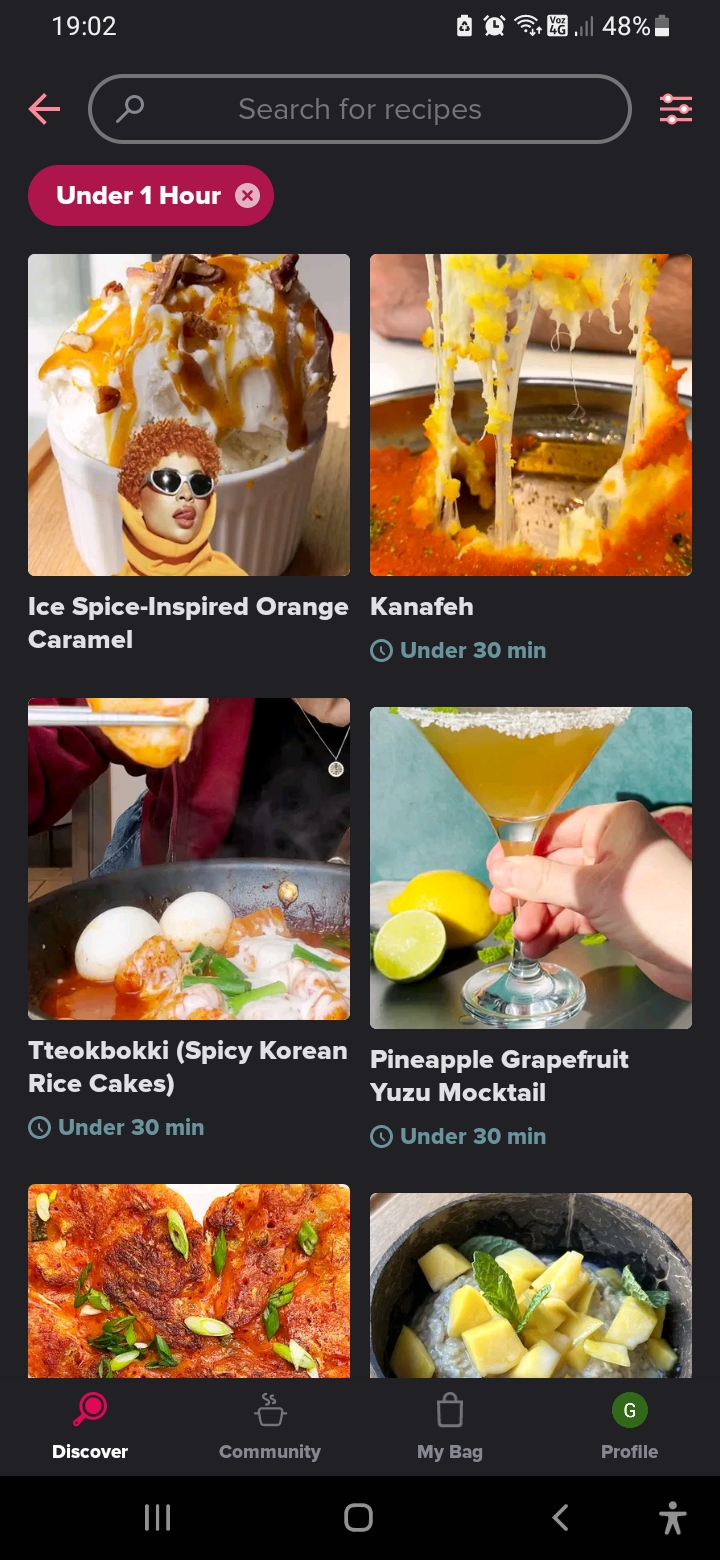 19:02
Voz
4G
48%
Search for recipes
Under 1 Hour
Ice Spice-Inspired Orange
Caramel
Kanafeh
Under 30 min
Tteokbokki (Spicy Korean
Rice Cakes)
Under 30 min
Pineapple Grapefruit
Yuzu Mocktail
Under 30 min
Discover
Community
My Bag
G
Profile